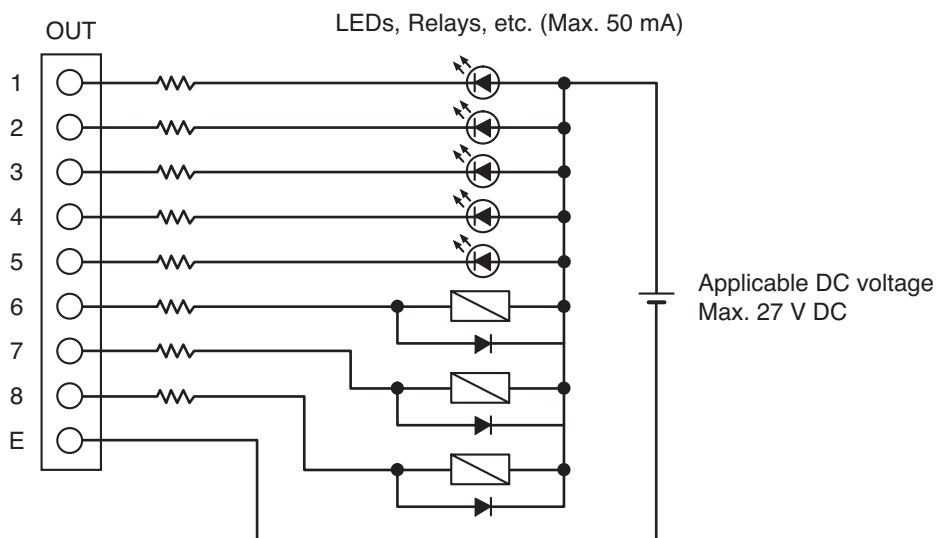 LEDs, Relays, etc. (Max. 50 mA)
OUT
1
2
3
4
5
6
7
8
E
Applicable DC voltage
Max. 27 V DC